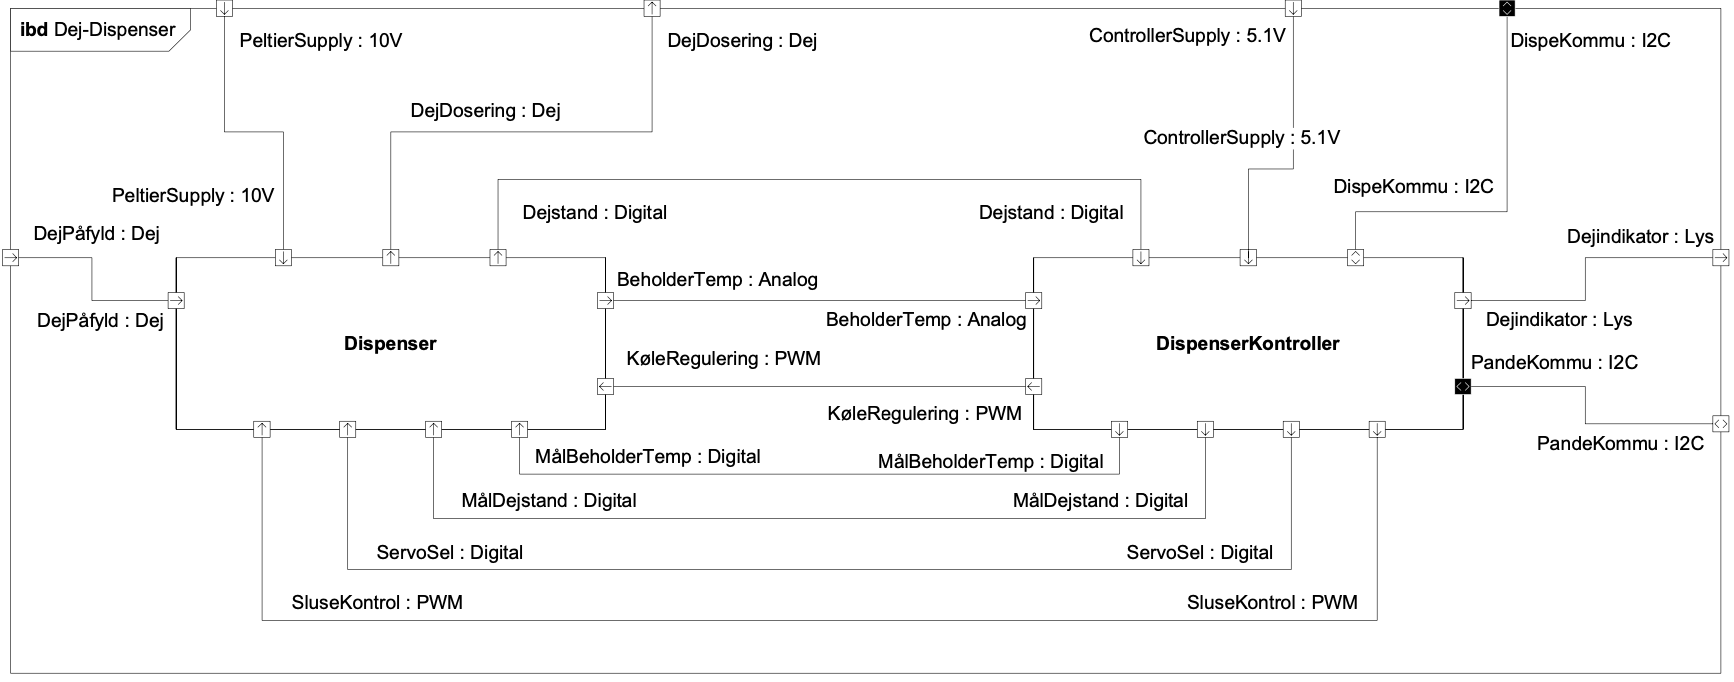 ibd Dej-Dispenser
PeltierSupply : 10V
DejDosering : Dej
ControllerSupply : 5.1V
DispeKommu : I2C
DejDosering : Dej
ControllerSupply : 5.1V
PeltierSupply : 10V
DispeKommu : I2C
Dejstand : Digital
Dejstand : Digital
DejPåfyld : Dej
Dejindikator : Lys
BeholderTemp : Analog
DejPåfyld : Dej
BeholderTemp : Analog
Dejindikator : Lys
Dispenser
DispenserKontroller
KøleRegulering : PWM
PandeKommu : I2C
KøleRegulering : PWM
PandeKommu : I2C
MålBeholderTemp : Digital
MålBeholderTemp : Digital
MålDejstand : Digital
MålDejstand : Digital
ServoSel : Digital
ServoSel : Digital
SluseKontrol : PWM
SluseKontrol : PWM